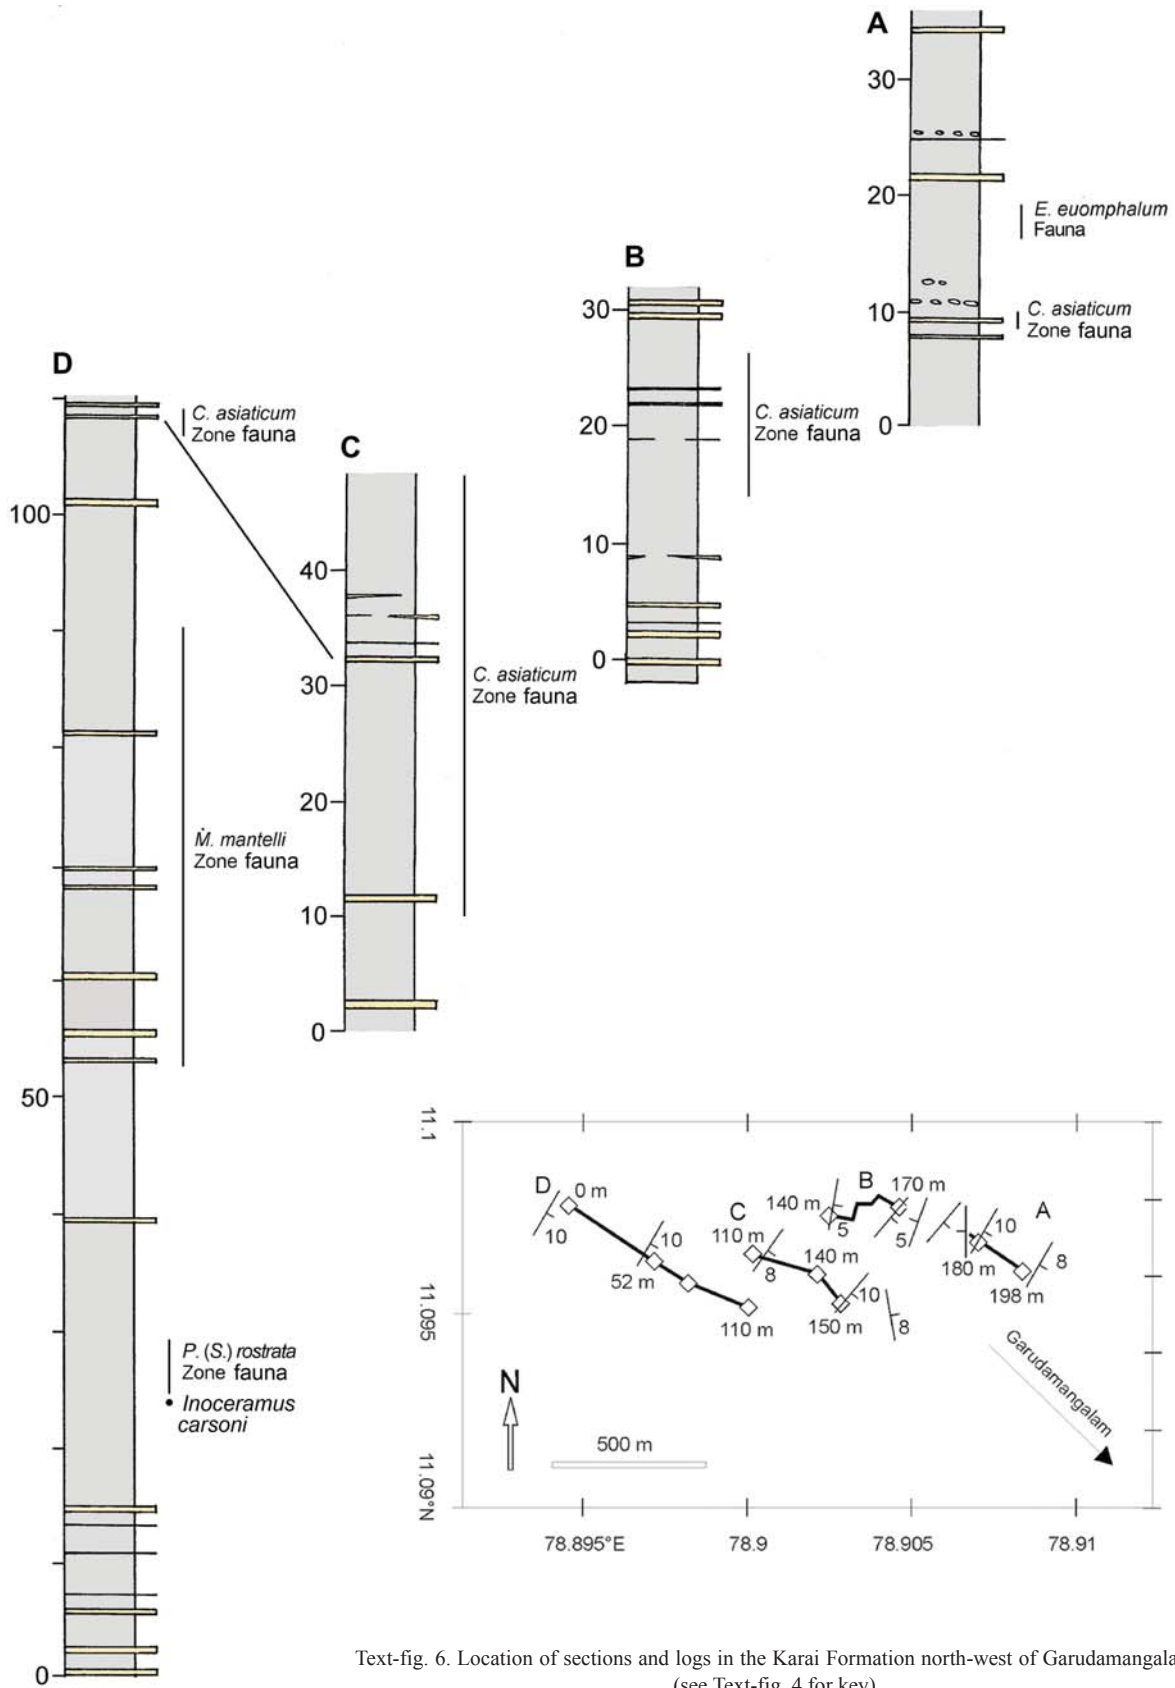 A
30
20
10
0
E. euomphalum
Fauna
C. asiaticum
Zone fauna
B
30
20
10
0
C. asiaticum
Zone fauna
D
100
50
0
C. asiaticum
Zone fauna
M. mantelli
Zone fauna
P. (S.) rostrata
Zone fauna
• Inoceramus
carsoni
C
40
30
20
10
0
C. asiaticum
Zone fauna
11.1
11.095
11.09°N
D
0 m
10
10
52 m
110 m
C
110 m
8
140 m
150 m
10
8
B
140 m
5
170 m
5
A
10
180 m
8
198 m
Garudamangalam
N
500 m
78.895°E
78.9
78.905
78.91
Text-fig. 6. Location of sections and logs in the Karai Formation north-west of Garudamangala
(see Text-fig. 4 for key)